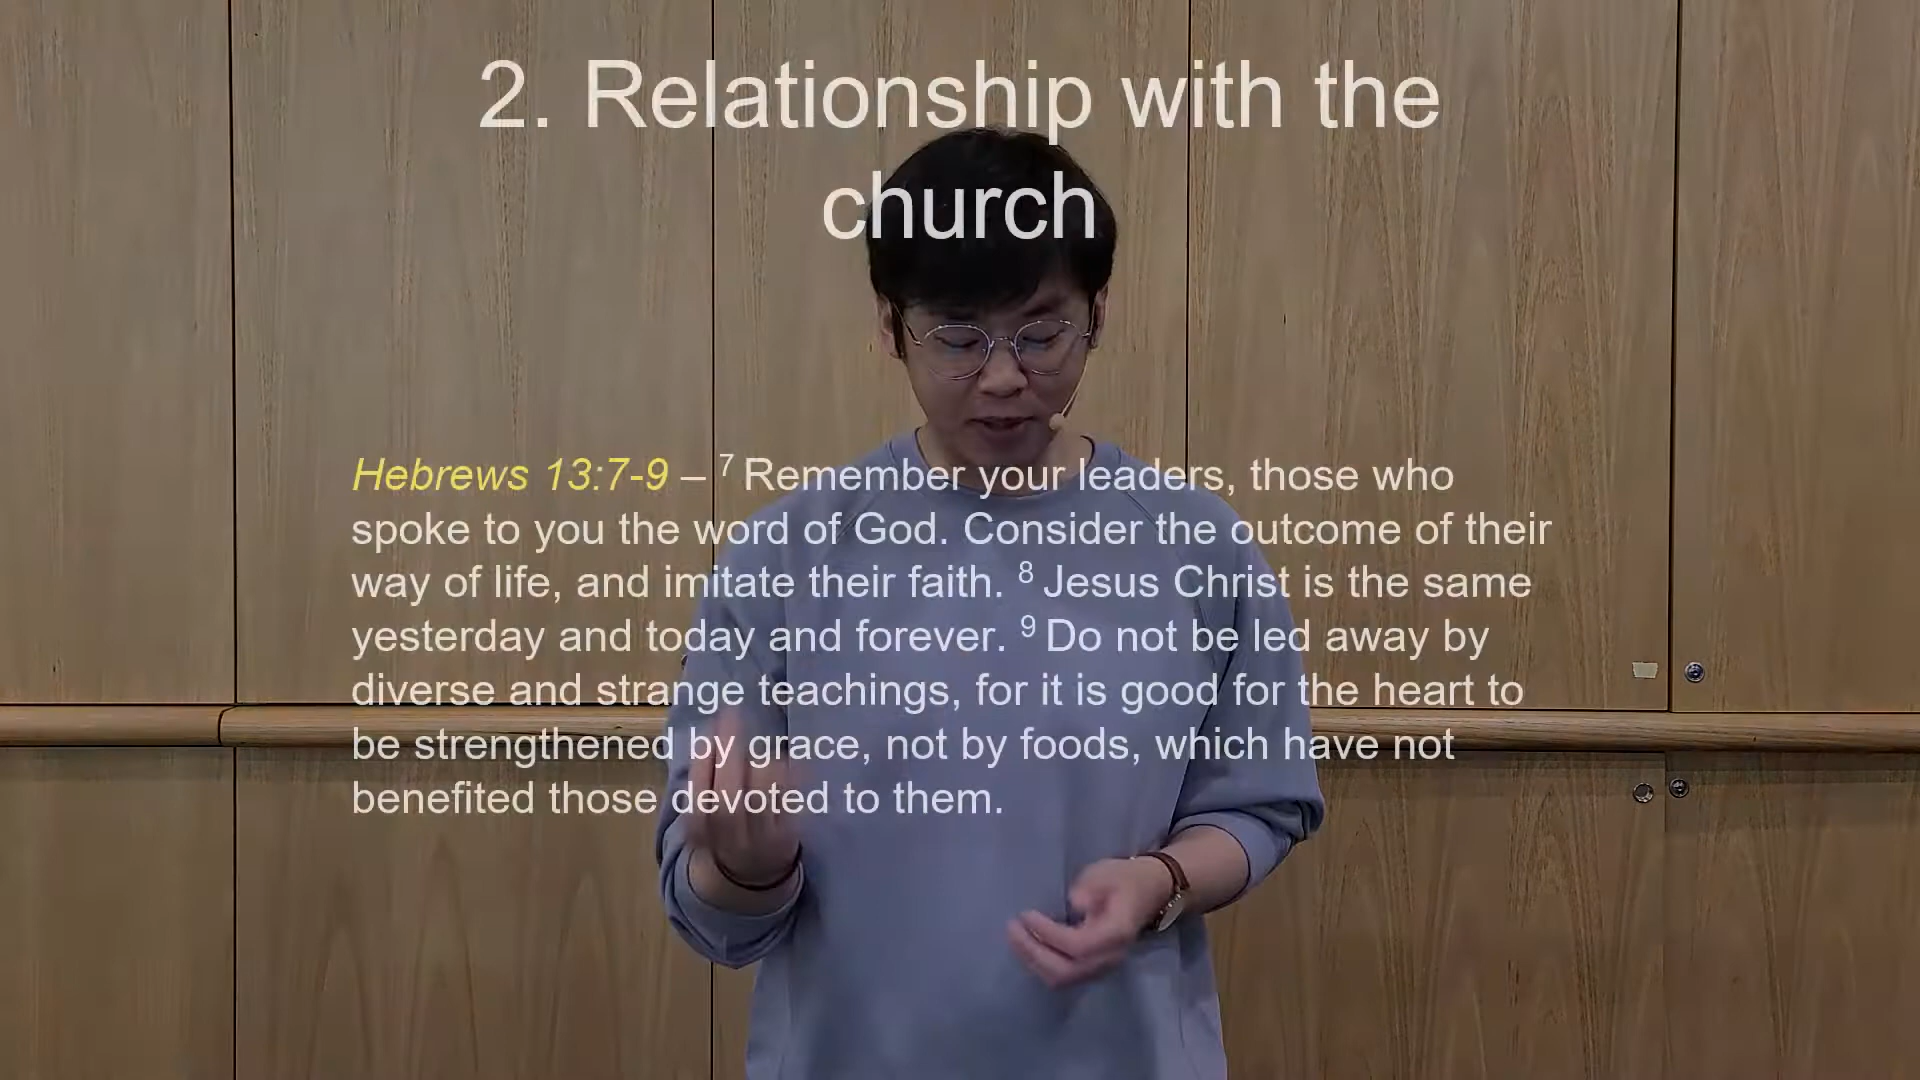 2. Relationship with the
church
Hebrews 13:7-9 – 7 Remember your leaders, those who
spoke to you the word of God. Consider the outcome of their
way of life, and imitate their faith. 8 Jesus Christ is the same
yesterday and today and forever. 9 Do not be led away by
diverse and strange teachings, for it is good for the heart to
be strengthened by grace, not by foods, which have not
benefited those devoted to them.